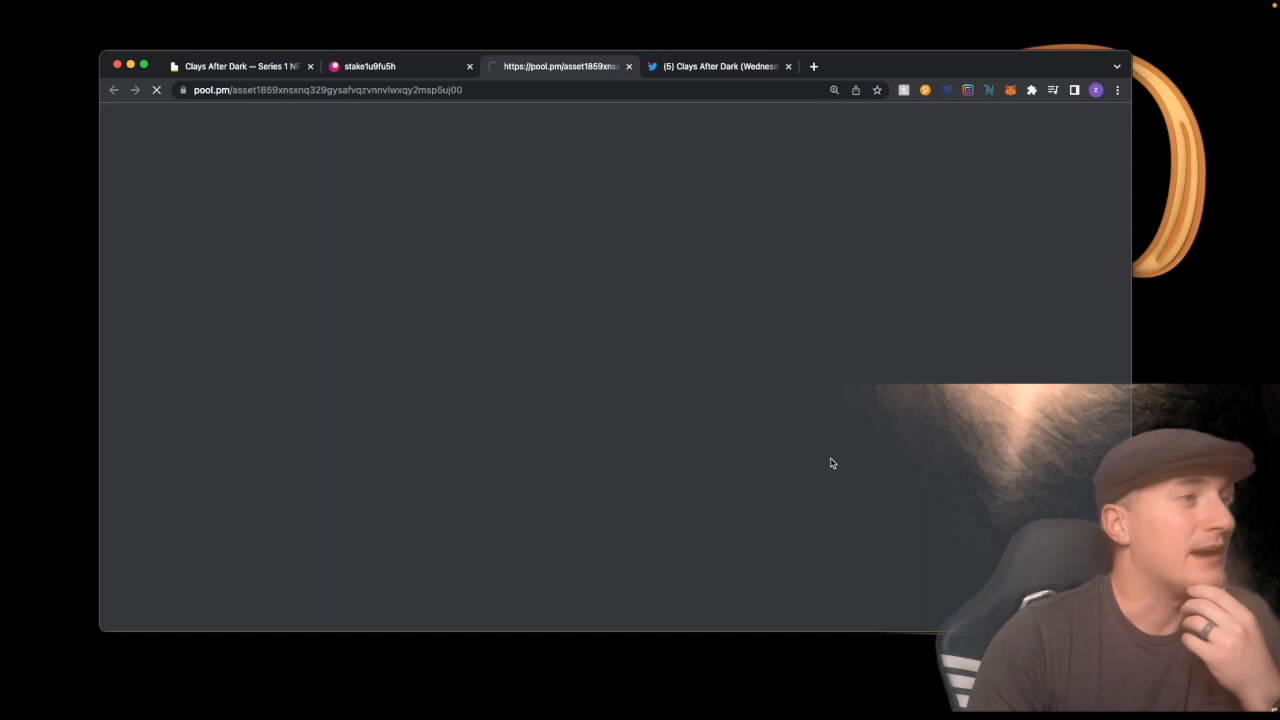 Clays After Dark — Series 1 NF
stake1u9fu5h
https://pool.pm/asset1859xns
(5) Clays After Dark (Wednesd
pool.pm/asset1859xnsxnq329gysafvqzvnnvlwxqy2msp5uj00
z